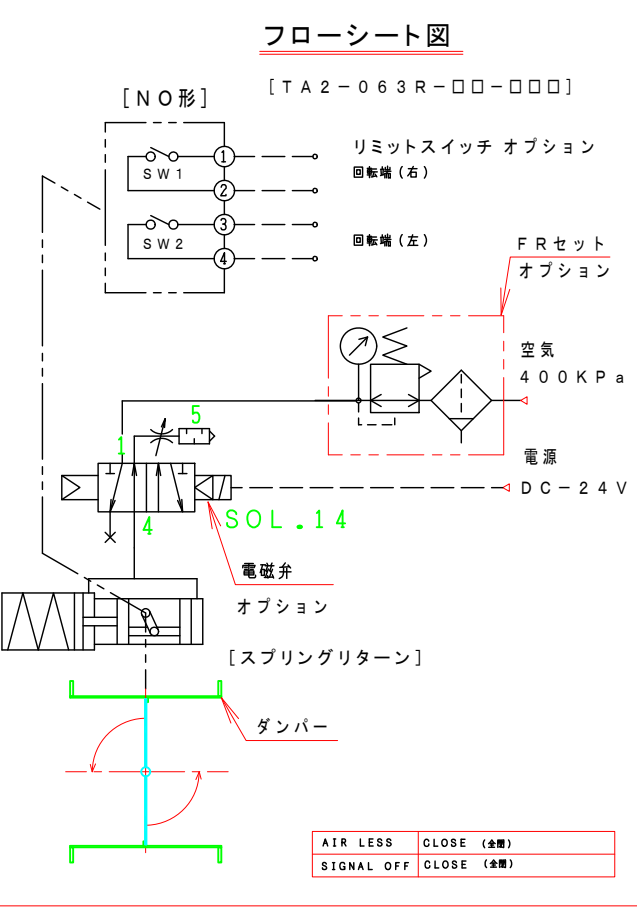 フローシート図
[TA2-063R-□□-□□□]
[NO形]
SW1
SW2
1
2
3
4
リミットスイッチ オプション
回転端(右)
回転端(左)
FRセット
オプション
空気
400KPa
電源
DC-24V
5
1
4
SOL.14
電磁弁
オプション
[スプリングリターン]
ダンパー
AIR LESS CLOSE (全閉)
SIGNAL OFF CLOSE (全閉)